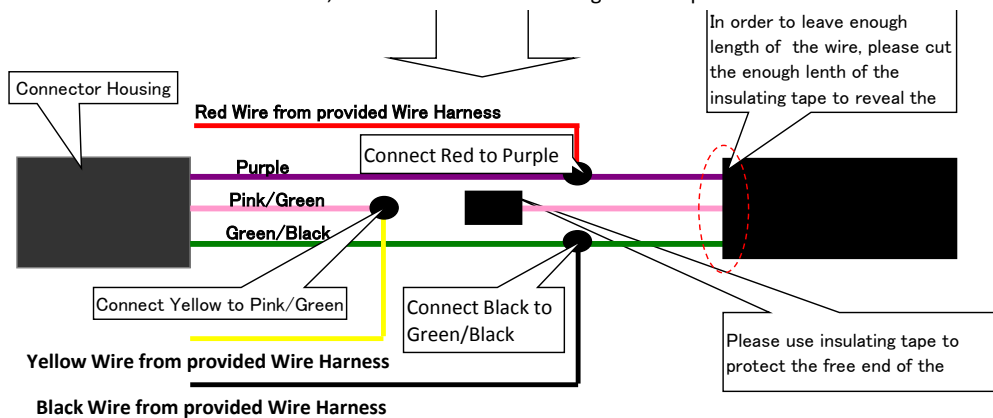 In order to leave enough
length of the wire, please cut
the enough lenth of the
insulating tape to reveal the
Connector Housing
Red Wire from provided Wire Harness
Connect Red to Purple
Purple
Pink/Green
Green/Black
Connect Yellow to Pink/Green
Connect Black to
Green/Black
Please use insulating tape to
protect the free end of the
Yellow Wire from provided Wire Harness
Black Wire from provided Wire Harness